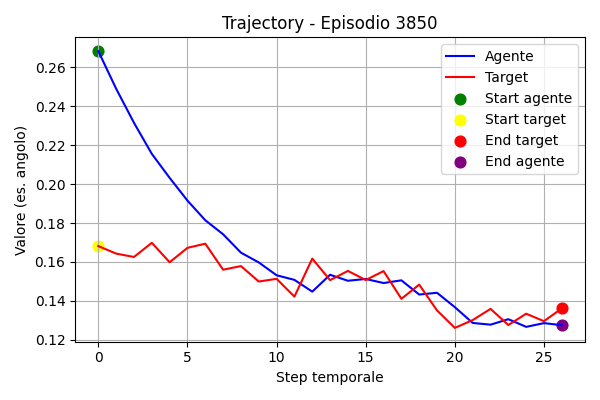 Trajectory - Episodio 3850
Agente
Target
Start agente
Start target
End target
End agente
Valore (es. angolo)
0.26
0.24
0.22
0.20
0.18
0.16
0.14
0.12
0
5
10
15
20
25
Step temporale